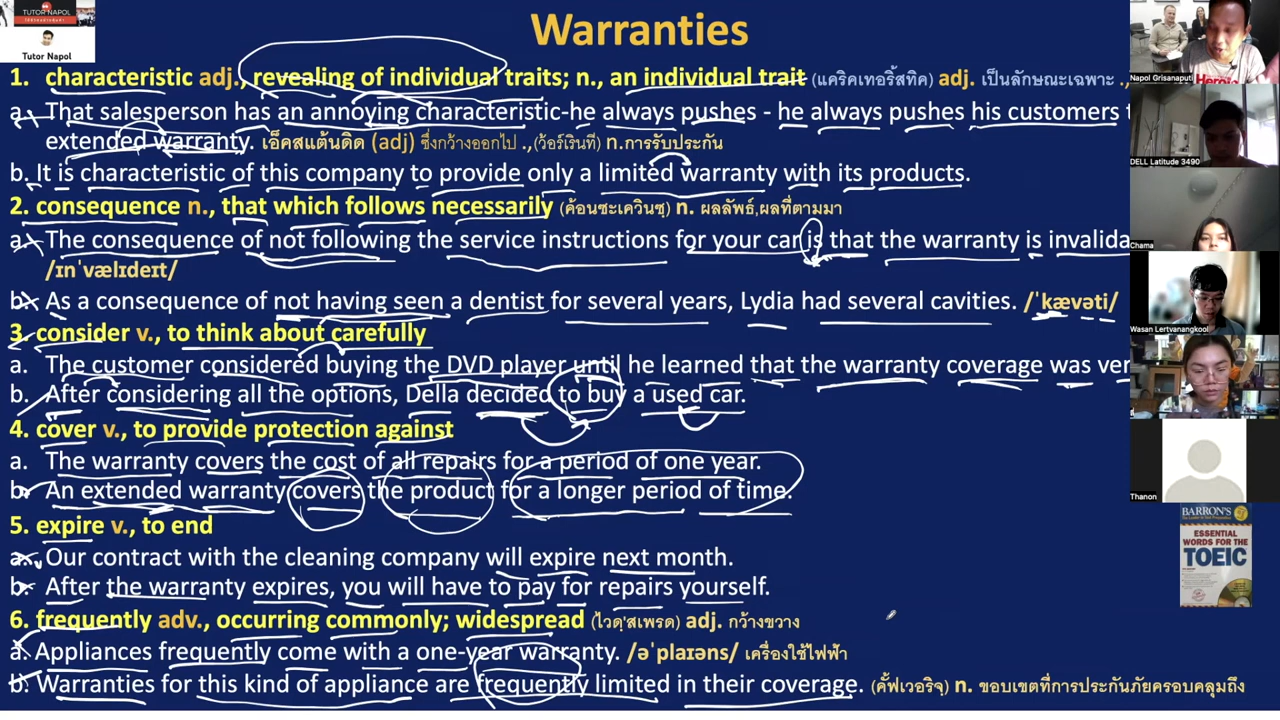 TUTOR NAPOL
Tutor Napol
Warranties
1. characteristic adj., revealing of individual traits; n., an individual trait (แคริคเทอริ้สทิค) adj. เป็นลักษณะเฉพาะ .,
a. That salesperson has an annoying characteristic-he always pushes - he always pushes his customers t
extended warranty. เอ็คสแต้นดิด (adj) ซึ่งกว้างออกไป .,(ว้อร์เรินที) n.การรับประกัน
b. It is characteristic of this company to provide only a limited warranty with its products.
2. consequence n., that which follows necessarily (ค้อนซะเควินซฺ) n. ผลลัพธ์,ผลที่ตามมา
a. The consequence of not following the service instructions for your car is that the warranty is invalida
/ɪnˈvælɪdeɪt/
b. As a consequence of not having seen a dentist for several years, Lydia had several cavities. /ˈkævəti/
3. consider v., to think about carefully
a. The customer considered buying the DVD player until he learned that the warranty coverage was ver
b. After considering all the options, Della decided to buy a used car.
4. cover v., to provide protection against
a. The warranty covers the cost of all repairs for a period of one year.
b. An extended warranty covers the product for a longer period of time.
5. expire v., to end
a. Our contract with the cleaning company will expire next month.
b. After the warranty expires, you will have to pay for repairs yourself.
6. frequently adv., occurring commonly; widespread (ไวดฺ'สเพรด) adj. กว้างขวาง
a. Appliances frequently come with a one-year warranty. /əˈplaɪəns/ เครื่องใช้ไฟฟ้า
b. Warranties for this kind of appliance are frequently limited in their coverage. (คั้ฟเวอริจฺ) n. ขอบเขตที่การประกันภัยครอบคลุมถึง
Napol Grisanaputi
DELL Latitude 3490
Chama
Wasan Lertvanangkool
Thanon
BARRON'S
ESSENTIAL
WORDS FOR THE
TOEIC